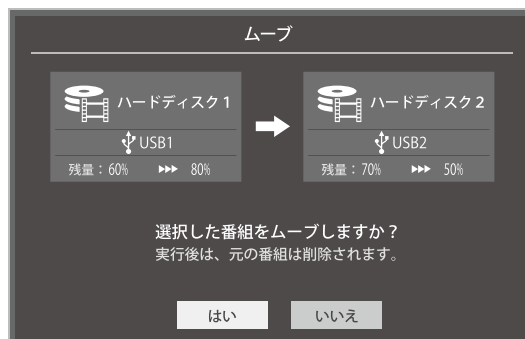 ムーブ
ハードディスク 1
USB1
残量：60% ▸▸▸ 80%
ハードディスク 2
USB2
残量：70% ▸▸▸ 50%
選択した番組をムーブしますか？
実行後は、元の番組は削除されます。
はい
いいえ